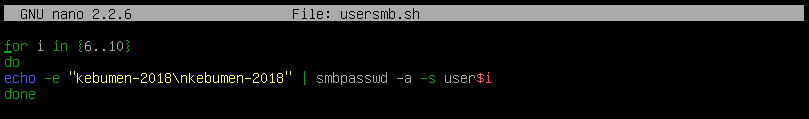 GNU nano 2.2.6 File: usersmb.sh
for i in {6..10}
do
echo -e "kebumen-2018\nkebumen-2018" | smbpasswd -a -s user$i
done